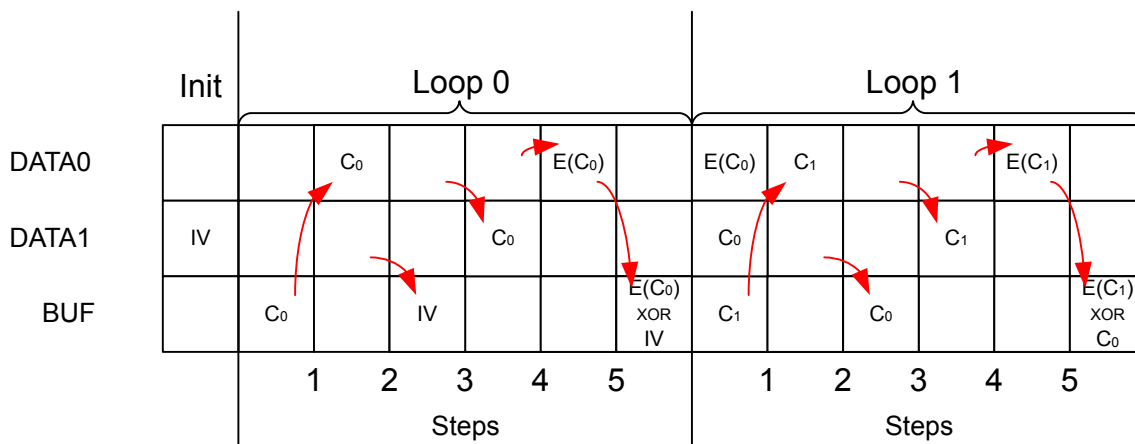 Init Loop 0 Loop 1
DATA0 C₀ E(C₀) E(C₀) C₁ E(C₁)
DATA1 IV C₀ C₀ C₁
BUF C₀ IV E(C₀) XOR IV C₁ C₀ E(C₁) XOR C₀
1 2 3 4 5 1 2 3 4 5
Steps Steps